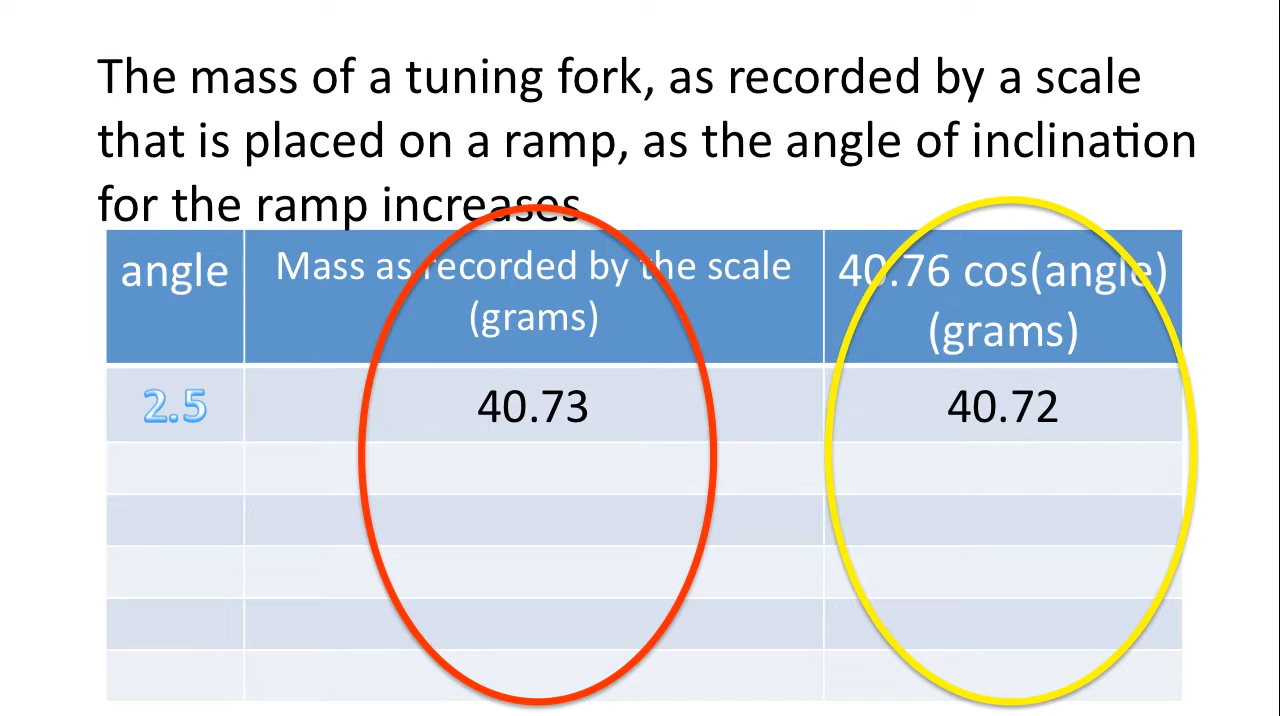 The mass of a tuning fork, as recorded by a scale
that is placed on a ramp, as the angle of inclination
for the ramp increases
angle
Mass as recorded by the scale
(grams)
40.76 cos(angle)
(grams)
2.5
40.73
40.72